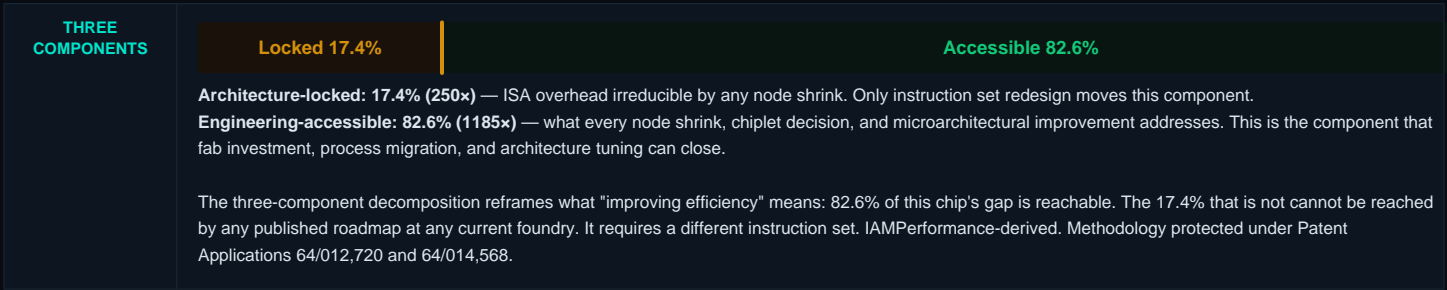 THREE
COMPONENTS
Locked 17.4%
Accessible 82.6%
Architecture-locked: 17.4% (250×) — ISA overhead irreducible by any node shrink. Only instruction set redesign moves this component.
Engineering-accessible: 82.6% (1185×) — what every node shrink, chiplet decision, and microarchitectural improvement addresses. This is the component that
fab investment, process migration, and architecture tuning can close.
The three-component decomposition reframes what "improving efficiency" means: 82.6% of this chip's gap is reachable. The 17.4% that is not cannot be reached
by any published roadmap at any current foundry. It requires a different instruction set. IAMPerformance-derived. Methodology protected under Patent
Applications 64/012,720 and 64/014,568.